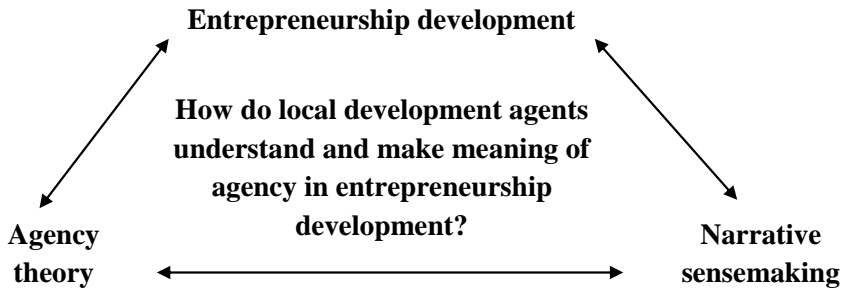 Entrepreneurship development
How do local development agents
understand and make meaning of
agency in entrepreneurship
development?
Agency
theory
Narrative
sensemaking